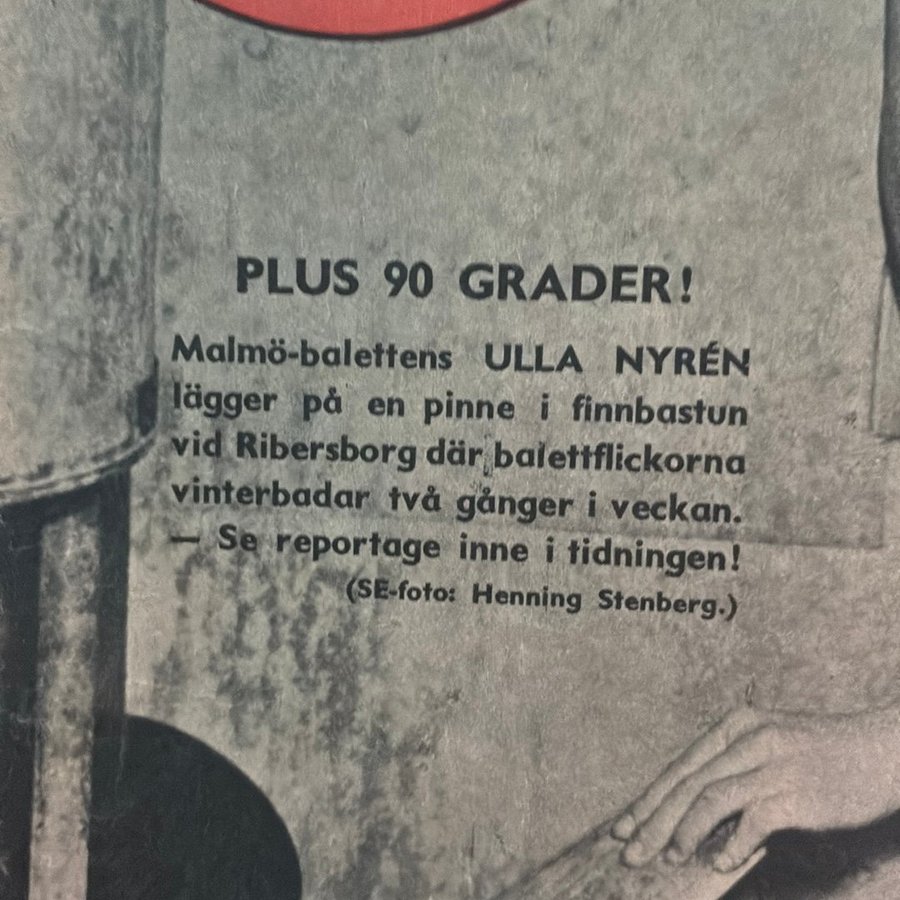 PLUS 90 GRADER!
Malmö-balettens ULLA NYRÉN
lägger på en pinne i finnbastun
vid Ribersborg där balettflickorna
vinterbadar två gånger i veckan.
— Se reportage inne i tidningen!
(SE-foto: Henning Stenberg.)